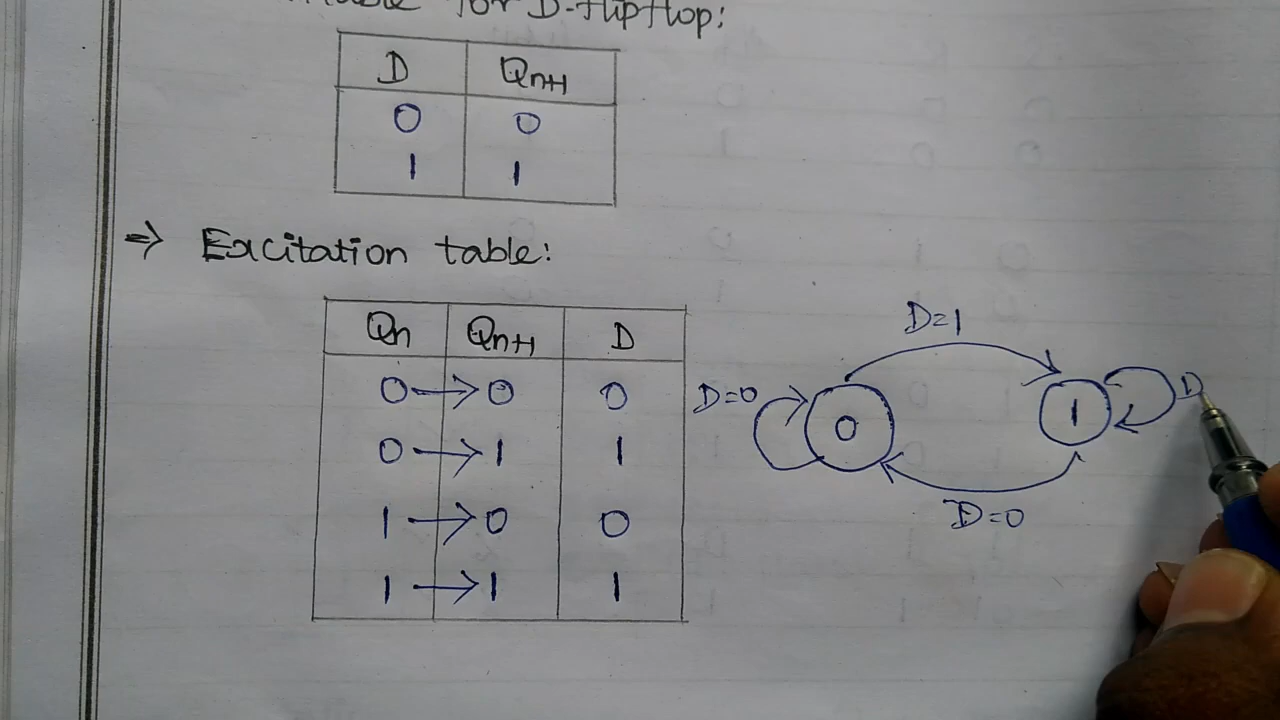 for D-flipflop:
D Qn+1
0 0
1 1
⇒ Excitation table:
Qn Qn+1 D
0→0 0
0→1 1
1→0 0
1→1 1
D=1
D=0
0
1
D
D=0